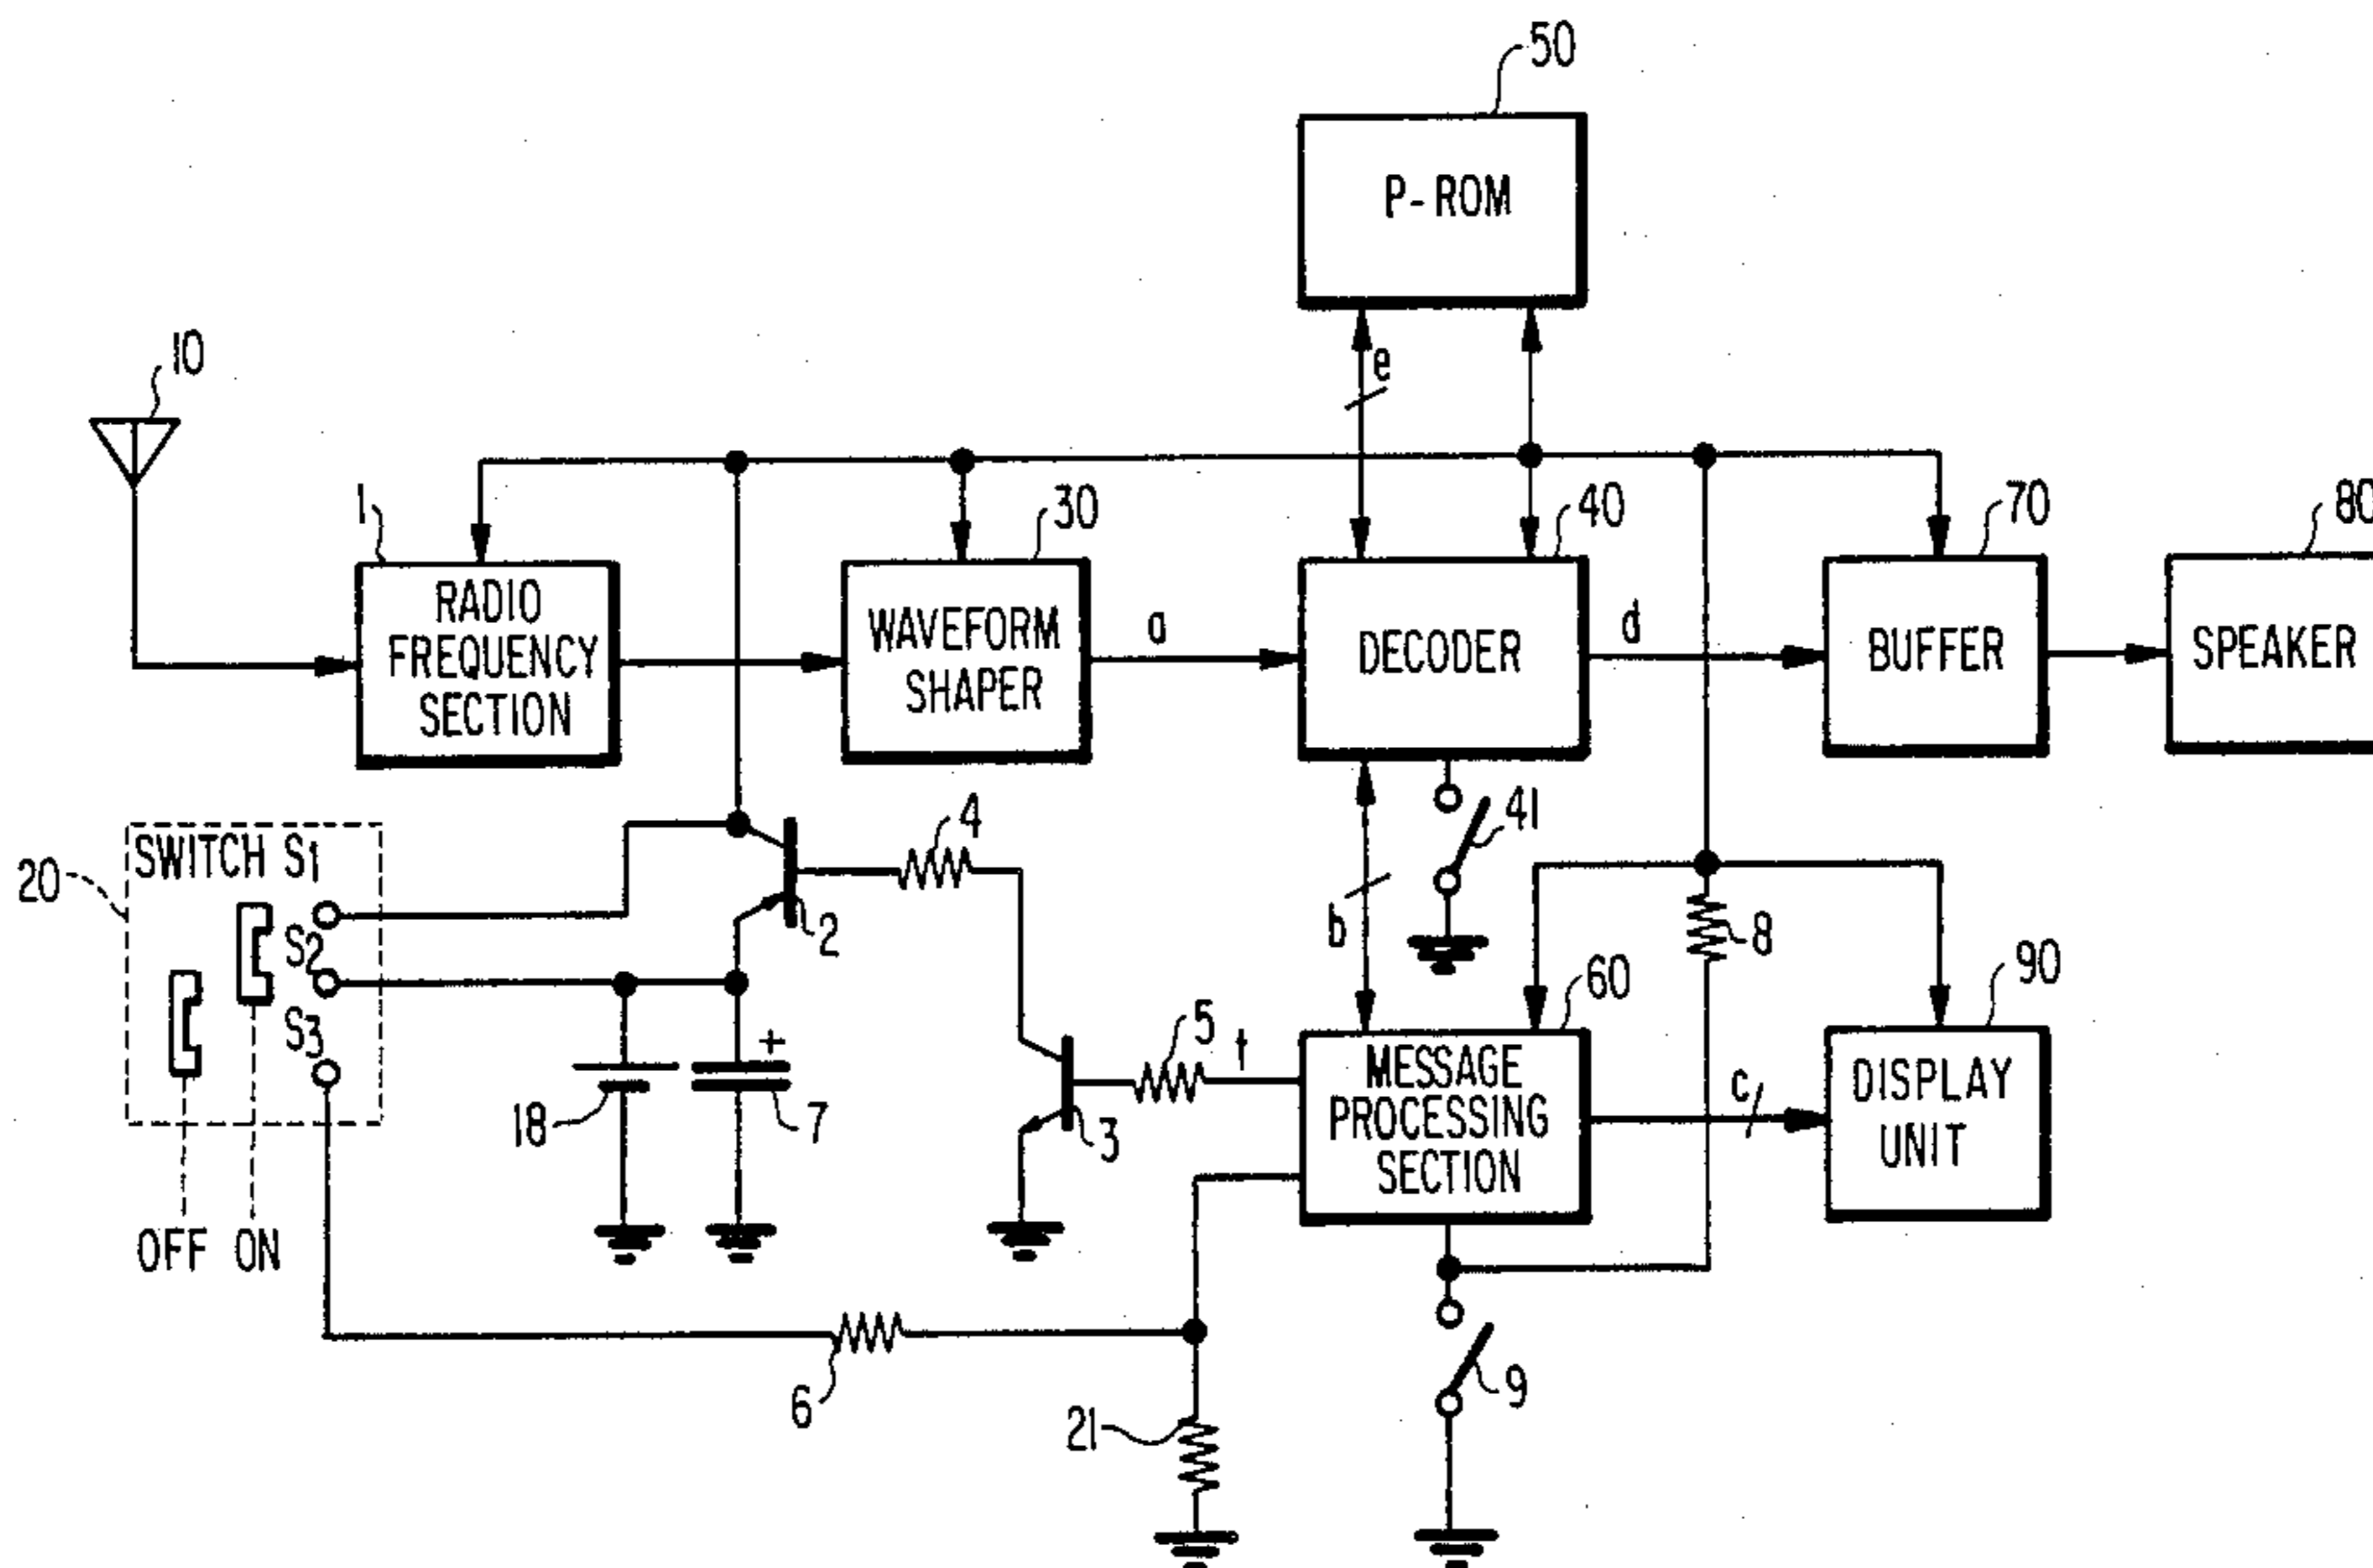 50
P-ROM
10
e
1
30
40
70
80
RADIO
FREQUENCY
SECTION
WAVEFORM
SHAPER
a
DECODER
d
BUFFER
SPEAKER
20
SWITCH S1
S2
S3
OFF ON
2
4
41
b
8
18
+
7
3
5
60
90
MESSAGE
PROCESSING
SECTION
c
DISPLAY
UNIT
6
21
9